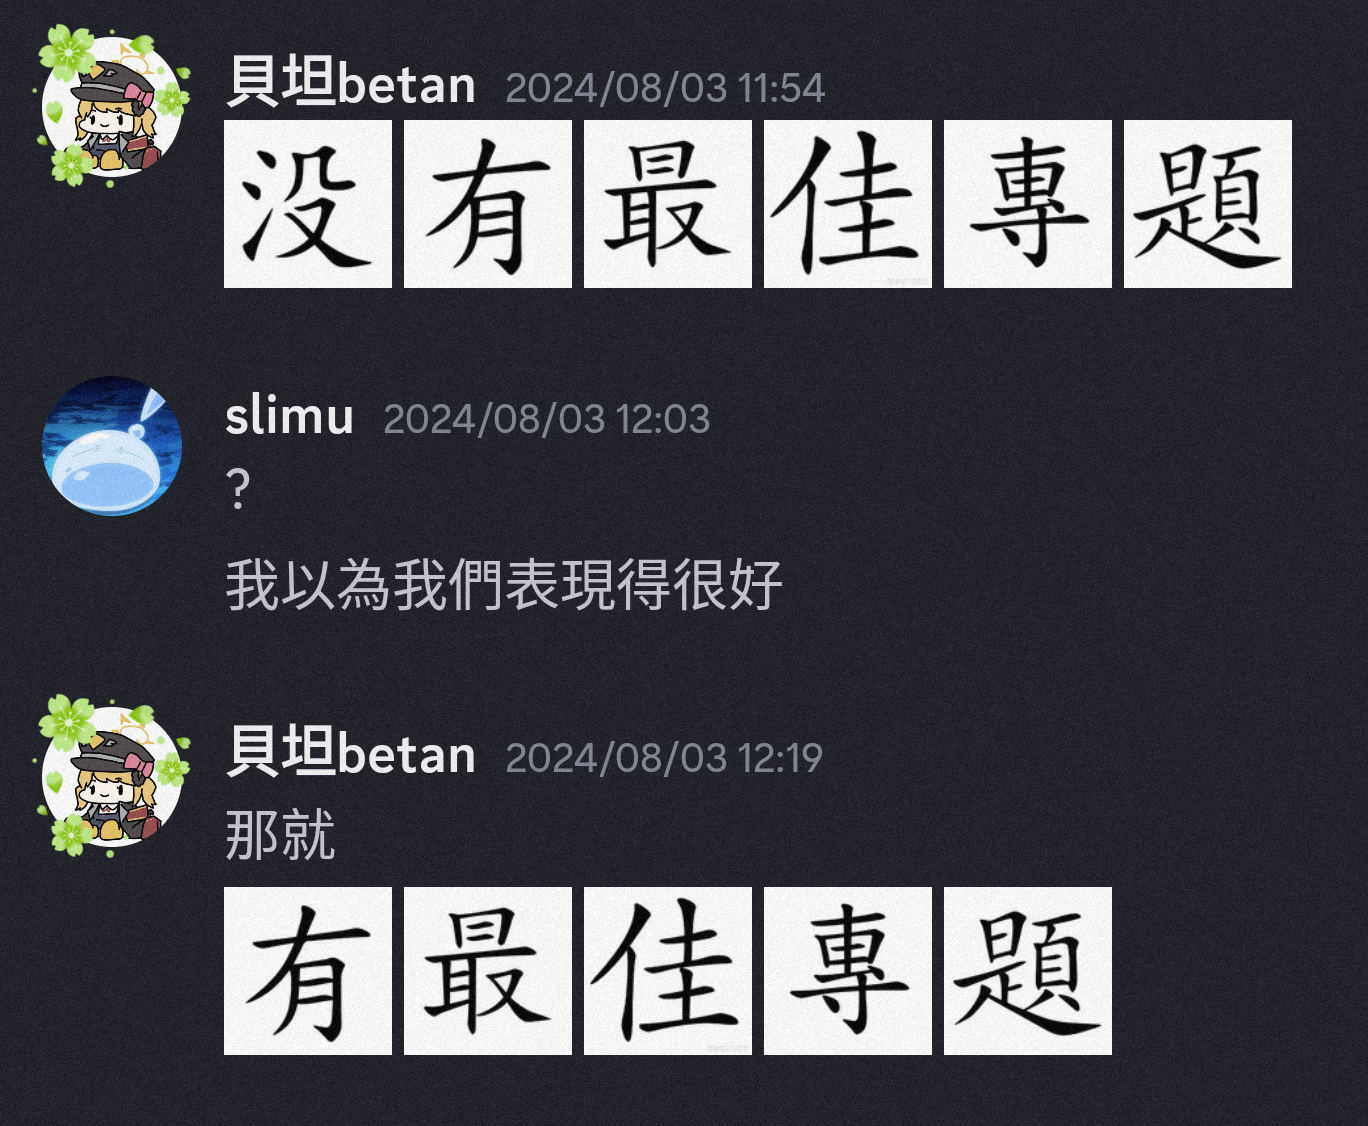 貝坦betan 2024/08/03 11:54
没有最佳專題
slimu 2024/08/03 12:03
?
我以為我們表現得很好
貝坦betan 2024/08/03 12:19
那就
有最佳專題